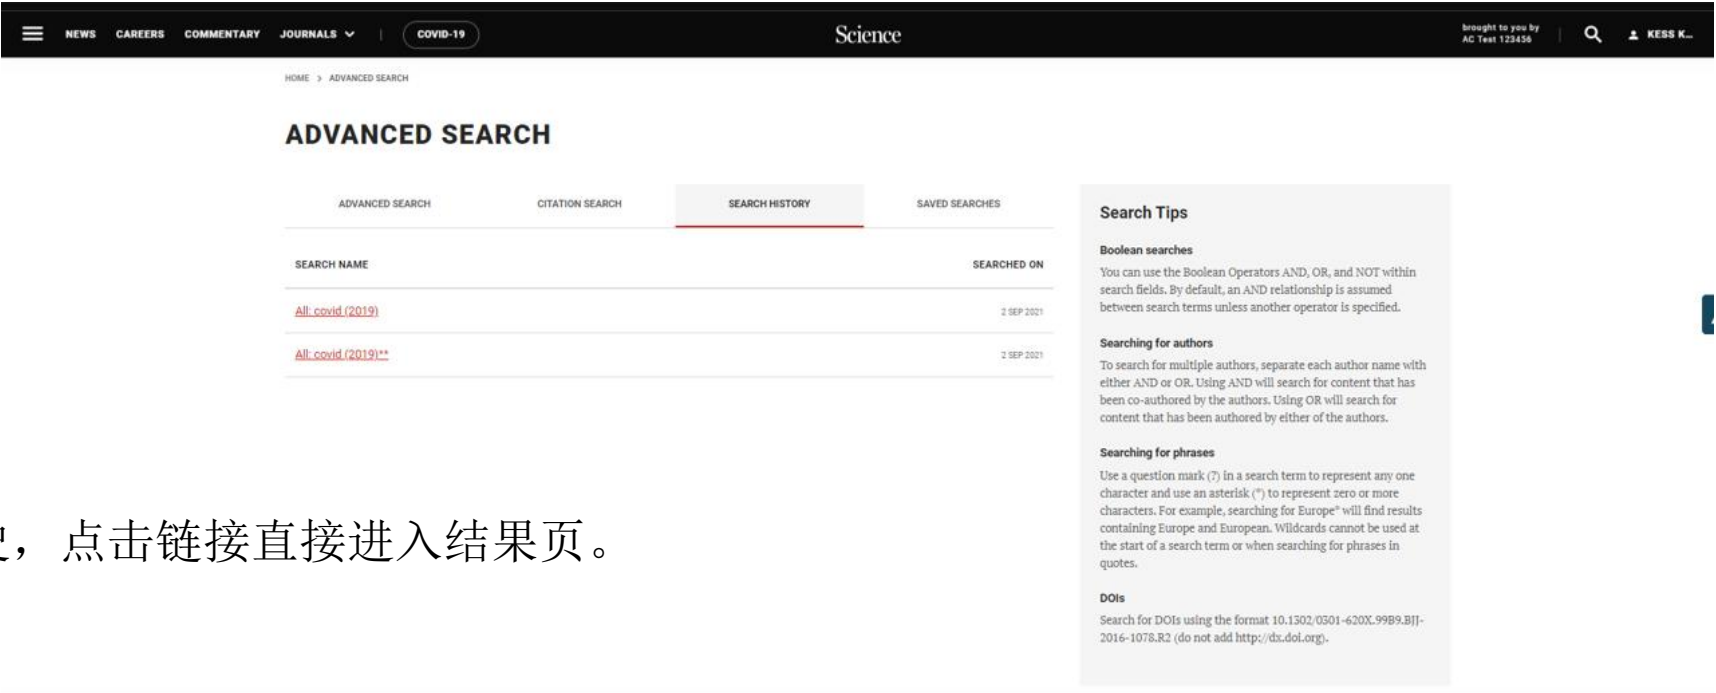 NEWS CAREERS COMMENTARY JOURNALS | COVID-19 Science brought to you by AC Test 123456 | KESS K...
HOME > ADVANCED SEARCH
ADVANCED SEARCH
ADVANCED SEARCH CITATION SEARCH SEARCH HISTORY SAVED SEARCHES
SEARCH NAME SEARCHED ON
All: covid (2019) 2 SEP 2021
All: covid (2019)** 2 SEP 2021
，点击链接直接进入结果页。
Search Tips
Boolean searches
You can use the Boolean Operators AND, OR, and NOT within
search fields. By default, an AND relationship is assumed
between search terms unless another operator is specified.
Searching for authors
To search for multiple authors, separate each author name with
either AND or OR. Using AND will search for content that has
been co-authored by the authors. Using OR will search for
content that has been authored by either of the authors.
Searching for phrases
Use a question mark (?) in a search term to represent any one
character and use an asterisk (*) to represent zero or more
characters. For example, searching for Europe* will find results
containing Europe and European. Wildcards cannot be used at
the start of a search term or when searching for phrases in
quotes.
DOIs
Search for DOIs using the format 10.1302/0301-620X.99B9.BJJ-
2016-1078.R2 (do not add http://dx.doi.org).